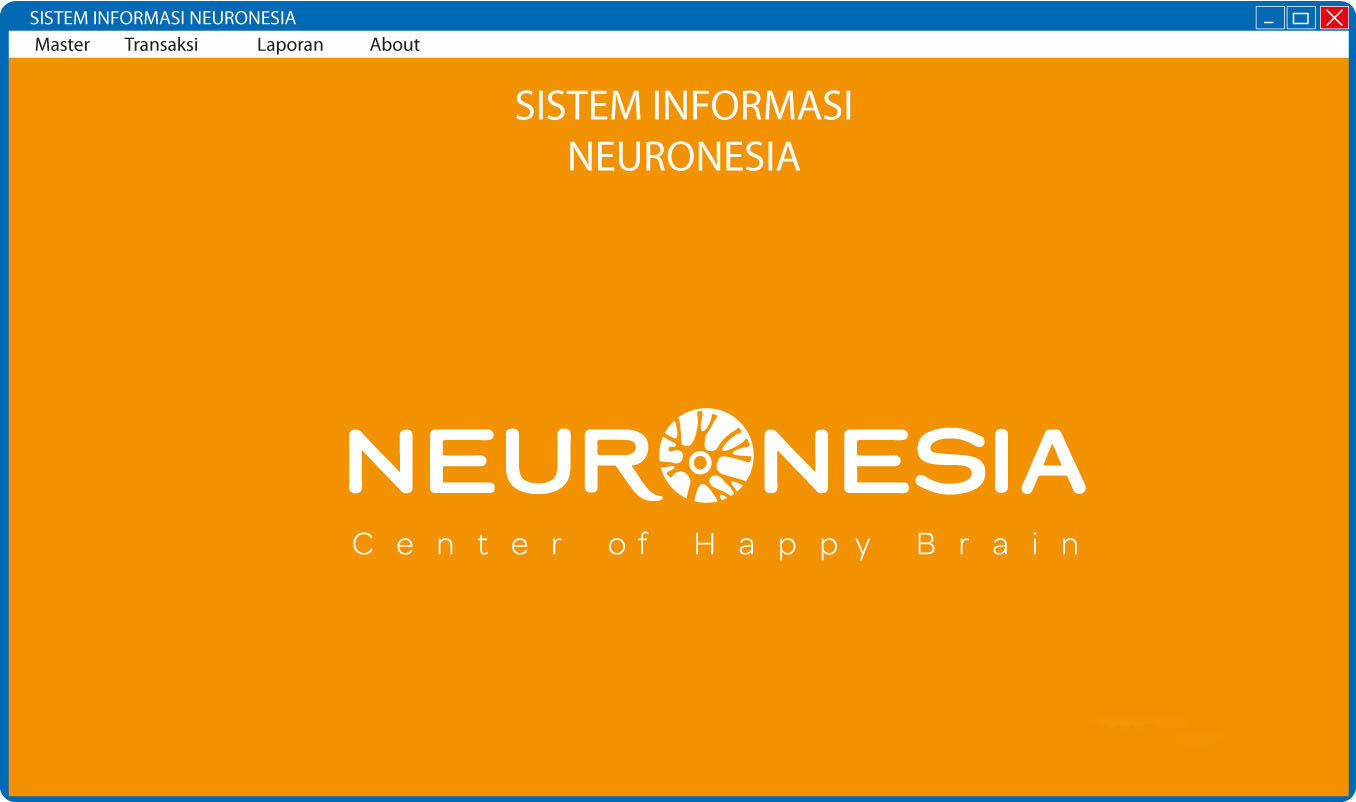 SISTEM INFORMASI NEURONESIA
Master Transaksi Laporan About
SISTEM INFORMASI
NEURONESIA
NEURONESIA
Center of Happy Brain